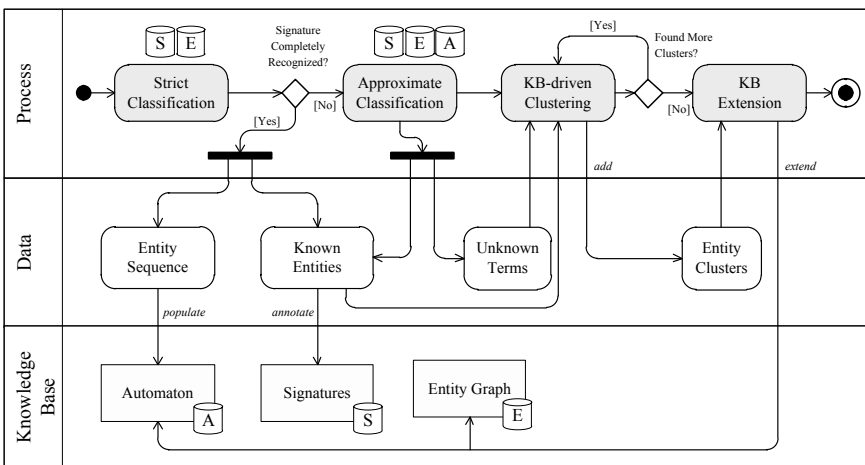 Process
S
E
Signature
Completely
Recognized?
S
E
A
[Yes]
Found More
Clusters?
Strict
Classification
Approximate
Classification
KB-driven
Clustering
KB
Extension
[No]
[No]
[Yes]
add
extend
Data
Entity
Sequence
Known
Entities
Unknown
Terms
Entity
Clusters
populate
annotate
Knowledge
Base
Automaton
A
Signatures
S
Entity Graph
E